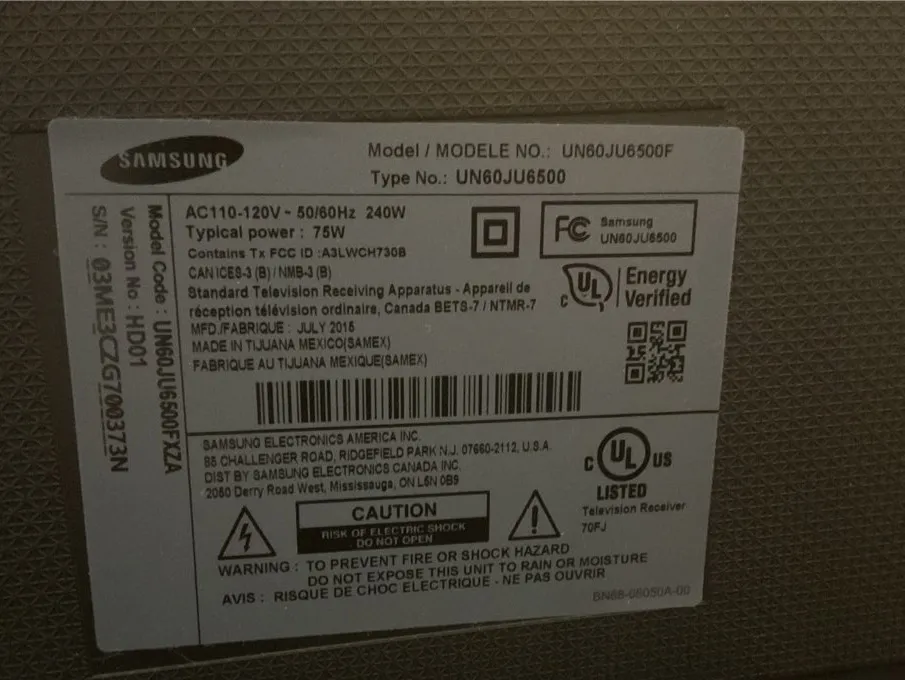 SAMSUNG
Model / MODELE NO.: UN60JU6500F
Type No.: UN60JU6500
Model Code : UN60JU6500FXZA
Version No : HD01
S/N : 03ME3CZG700373N
AC110-120V ~ 50/60Hz 240W
Typical power : 75W
Contains Tx FCC ID :A3LWCH730B
CAN ICES-3 (B) / NMB-3 (B)
Standard Television Receiving Apparatus - Appareil de
réception télévision ordinaire, Canada BETS-7 / NTMR-7
MFD./FABRIQUE : JULY 2015
MADE IN TIJUANA MEXICO(SAMEX)
FABRIQUE AU TIJUANA MEXIQUE(SAMEX)
FC Samsung
UN60JU6500
C UL Energy
Verified
SAMSUNG ELECTRONICS AMERICA INC.
85 CHALLENGER ROAD, RIDGEFIELD PARK N.J. 07660-2112, U.S.A.
DIST BY SAMSUNG ELECTRONICS CANADA INC.
2050 Derry Road West, Mississauga, ON L5N 0B9
C UL US
LISTED
Television Receiver
70FJ
CAUTION
RISK OF ELECTRIC SHOCK
DO NOT OPEN
WARNING : TO PREVENT FIRE OR SHOCK HAZARD
DO NOT EXPOSE THIS UNIT TO RAIN OR MOISTURE
AVIS : RISQUE DE CHOC ELECTRIQUE - NE PAS OUVRIR
BN68-06050A-00